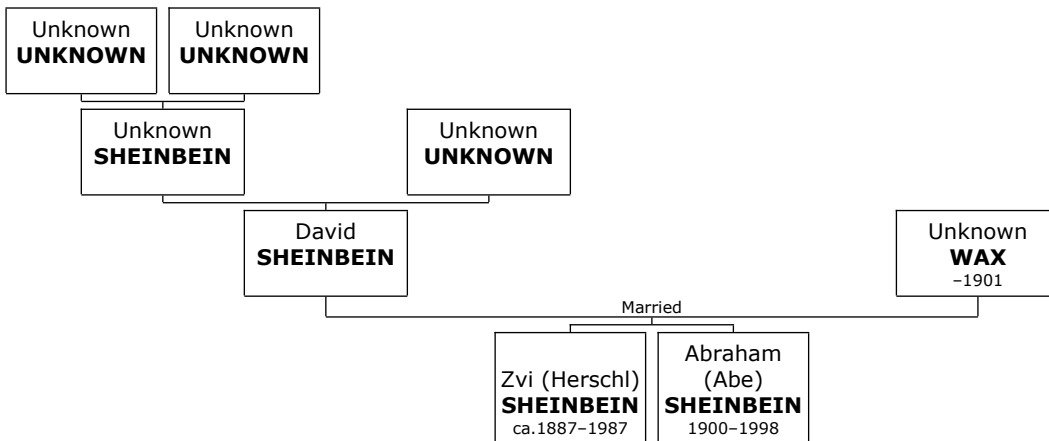 Unknown
UNKNOWN
Unknown
UNKNOWN
Unknown
SHEINBEIN
Unknown
UNKNOWN
David
SHEINBEIN
Unknown
WAX
–1901
Married
Zvi (Herschl)
SHEINBEIN
ca.1887–1987
Abraham
(Abe)
SHEINBEIN
1900–1998